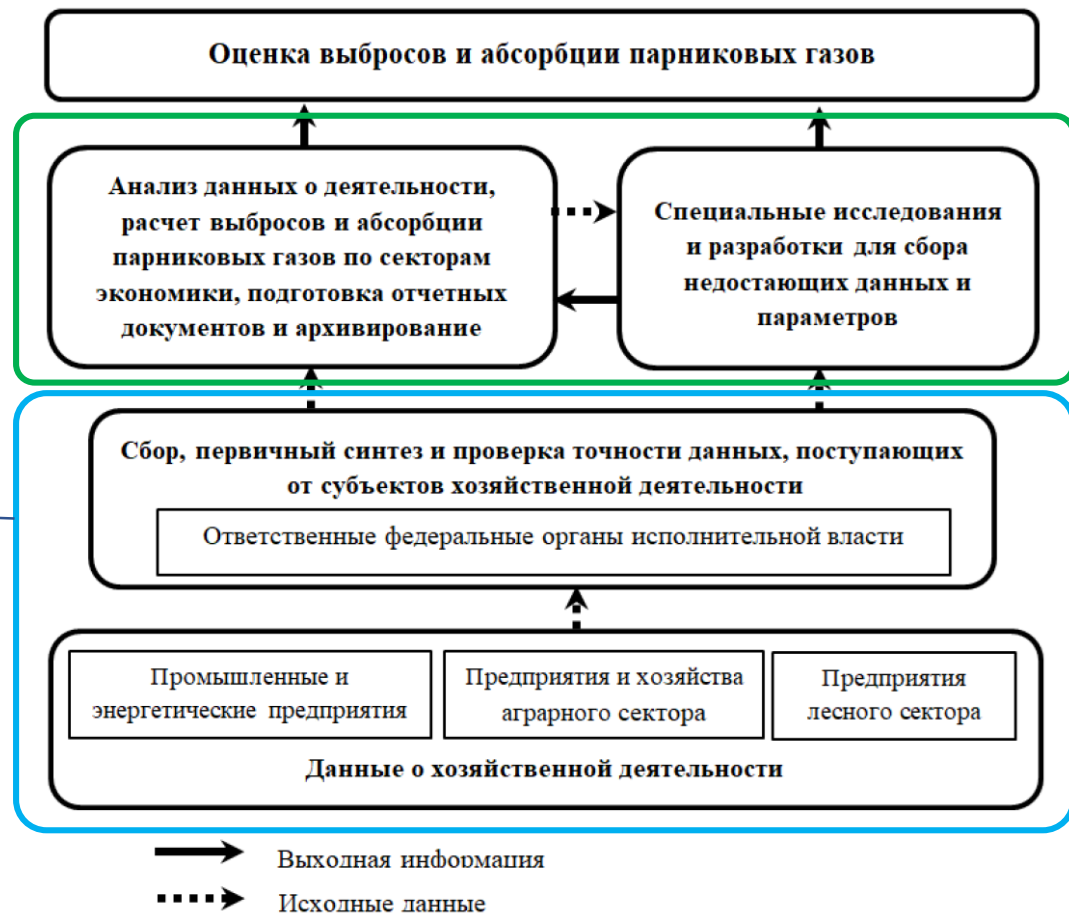 Оценка выбросов и абсорбции парниковых газов
Анализ данных о деятельности,
расчет выбросов и абсорбции
парниковых газов по секторам
экономики, подготовка отчетных
документов и архивирование
Специальные исследования
и разработки для сбора
недостающих данных и
параметров
Сбор, первичный синтез и проверка точности данных, поступающих
от субъектов хозяйственной деятельности
Ответственные федеральные органы исполнительной власти
Промышленные и
энергетические предприятия
Предприятия и хозяйства
аграрного сектора
Предприятия
лесного сектора
Данные о хозяйственной деятельности
Выходная информация
Исходные данные